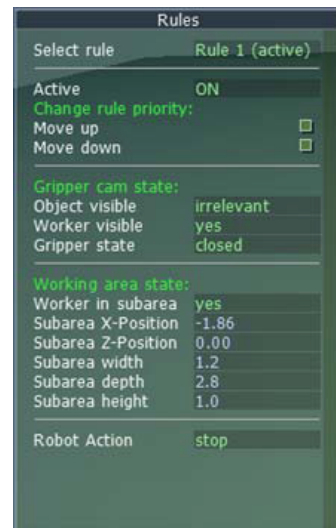 Rules
Select rule Rule 1 (active)
Active ON
Change rule priority:
Move up
Move down
Gripper cam state:
Object visible irrelevant
Worker visible yes
Gripper state closed
Working area state:
Worker in subarea yes
Subarea X-Position -1.86
Subarea Z-Position 0.00
Subarea width 1.2
Subarea depth 2.8
Subarea height 1.0
Robot Action stop